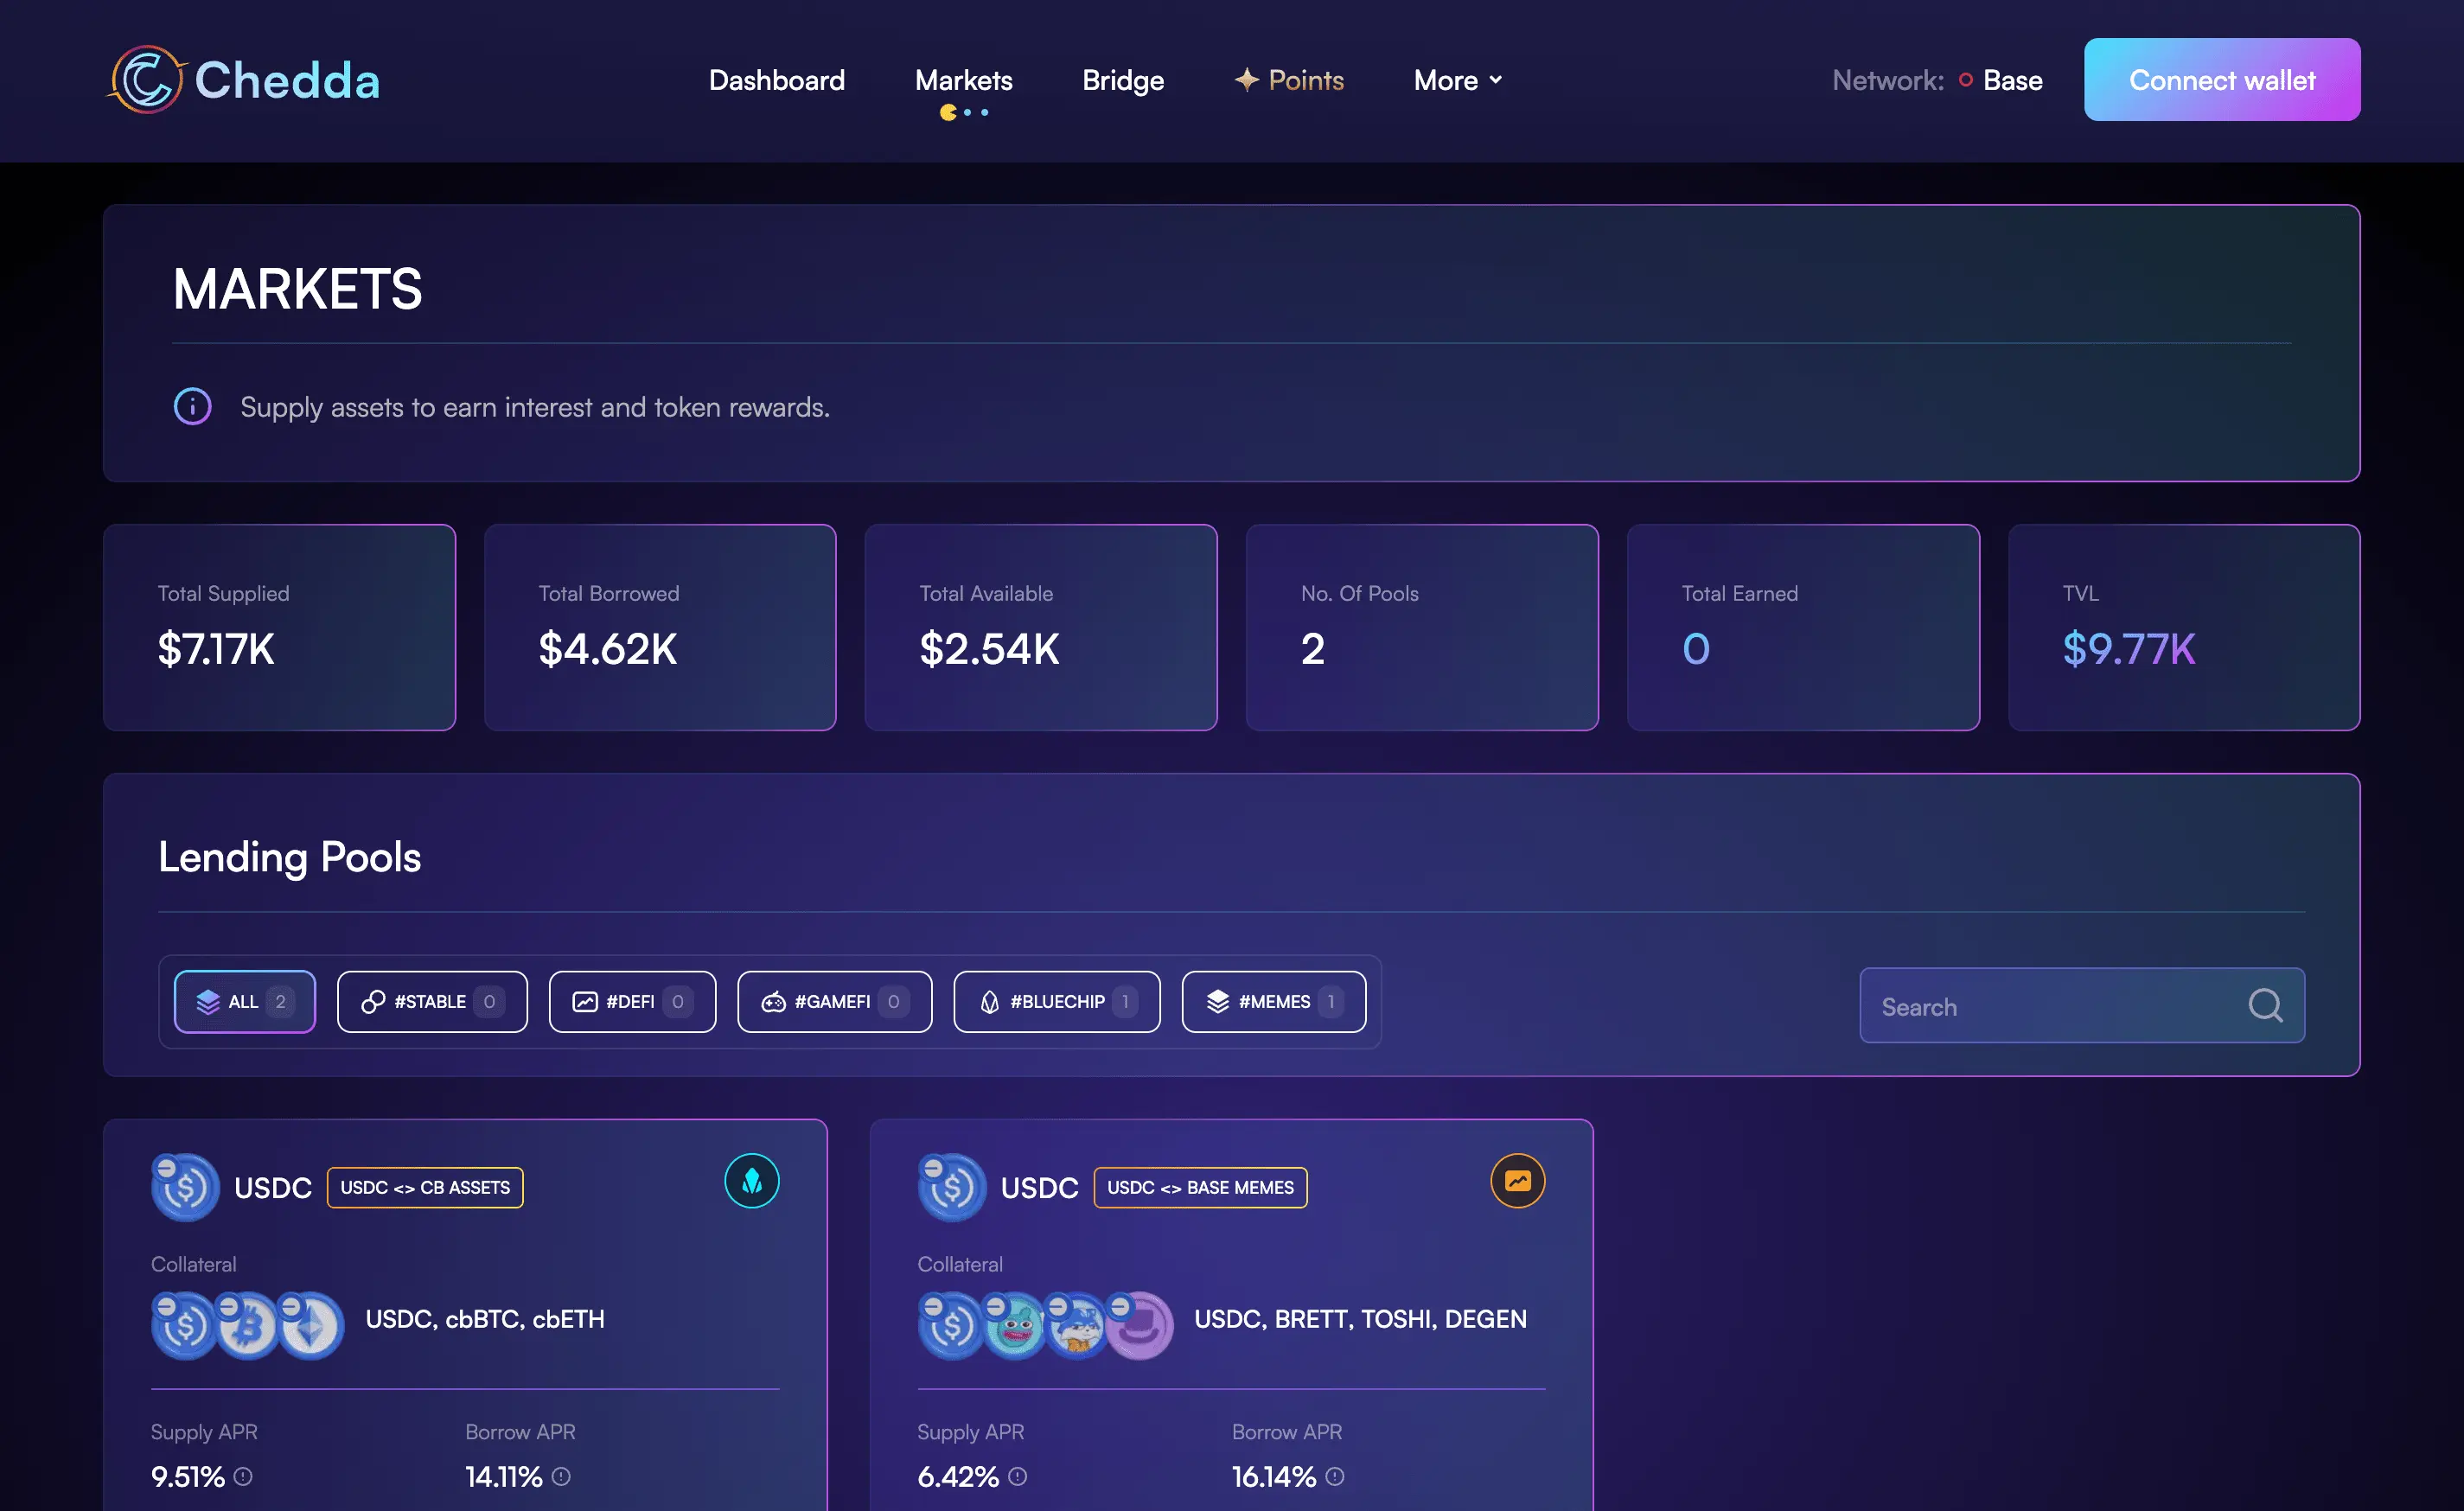 Chedda
Dashboard
Markets
Bridge
Points
More
Network: Base
Connect wallet
MARKETS
Supply assets to earn interest and token rewards.
Total Supplied
$7.17K
Total Borrowed
$4.62K
Total Available
$2.54K
No. Of Pools
2
Total Earned
0
TVL
$9.77K
Lending Pools
ALL 2
#STABLE 0
#DEFI 0
#GAMEFI 0
#BLUECHIP 1
#MEMES 1
Search
USDC
USDC <> CB ASSETS
Collateral
USDC, cbBTC, cbETH
Supply APR
9.51%
Borrow APR
14.11%
USDC
USDC <> BASE MEMES
Collateral
USDC, BRETT, TOSHI, DEGEN
Supply APR
6.42%
Borrow APR
16.14%